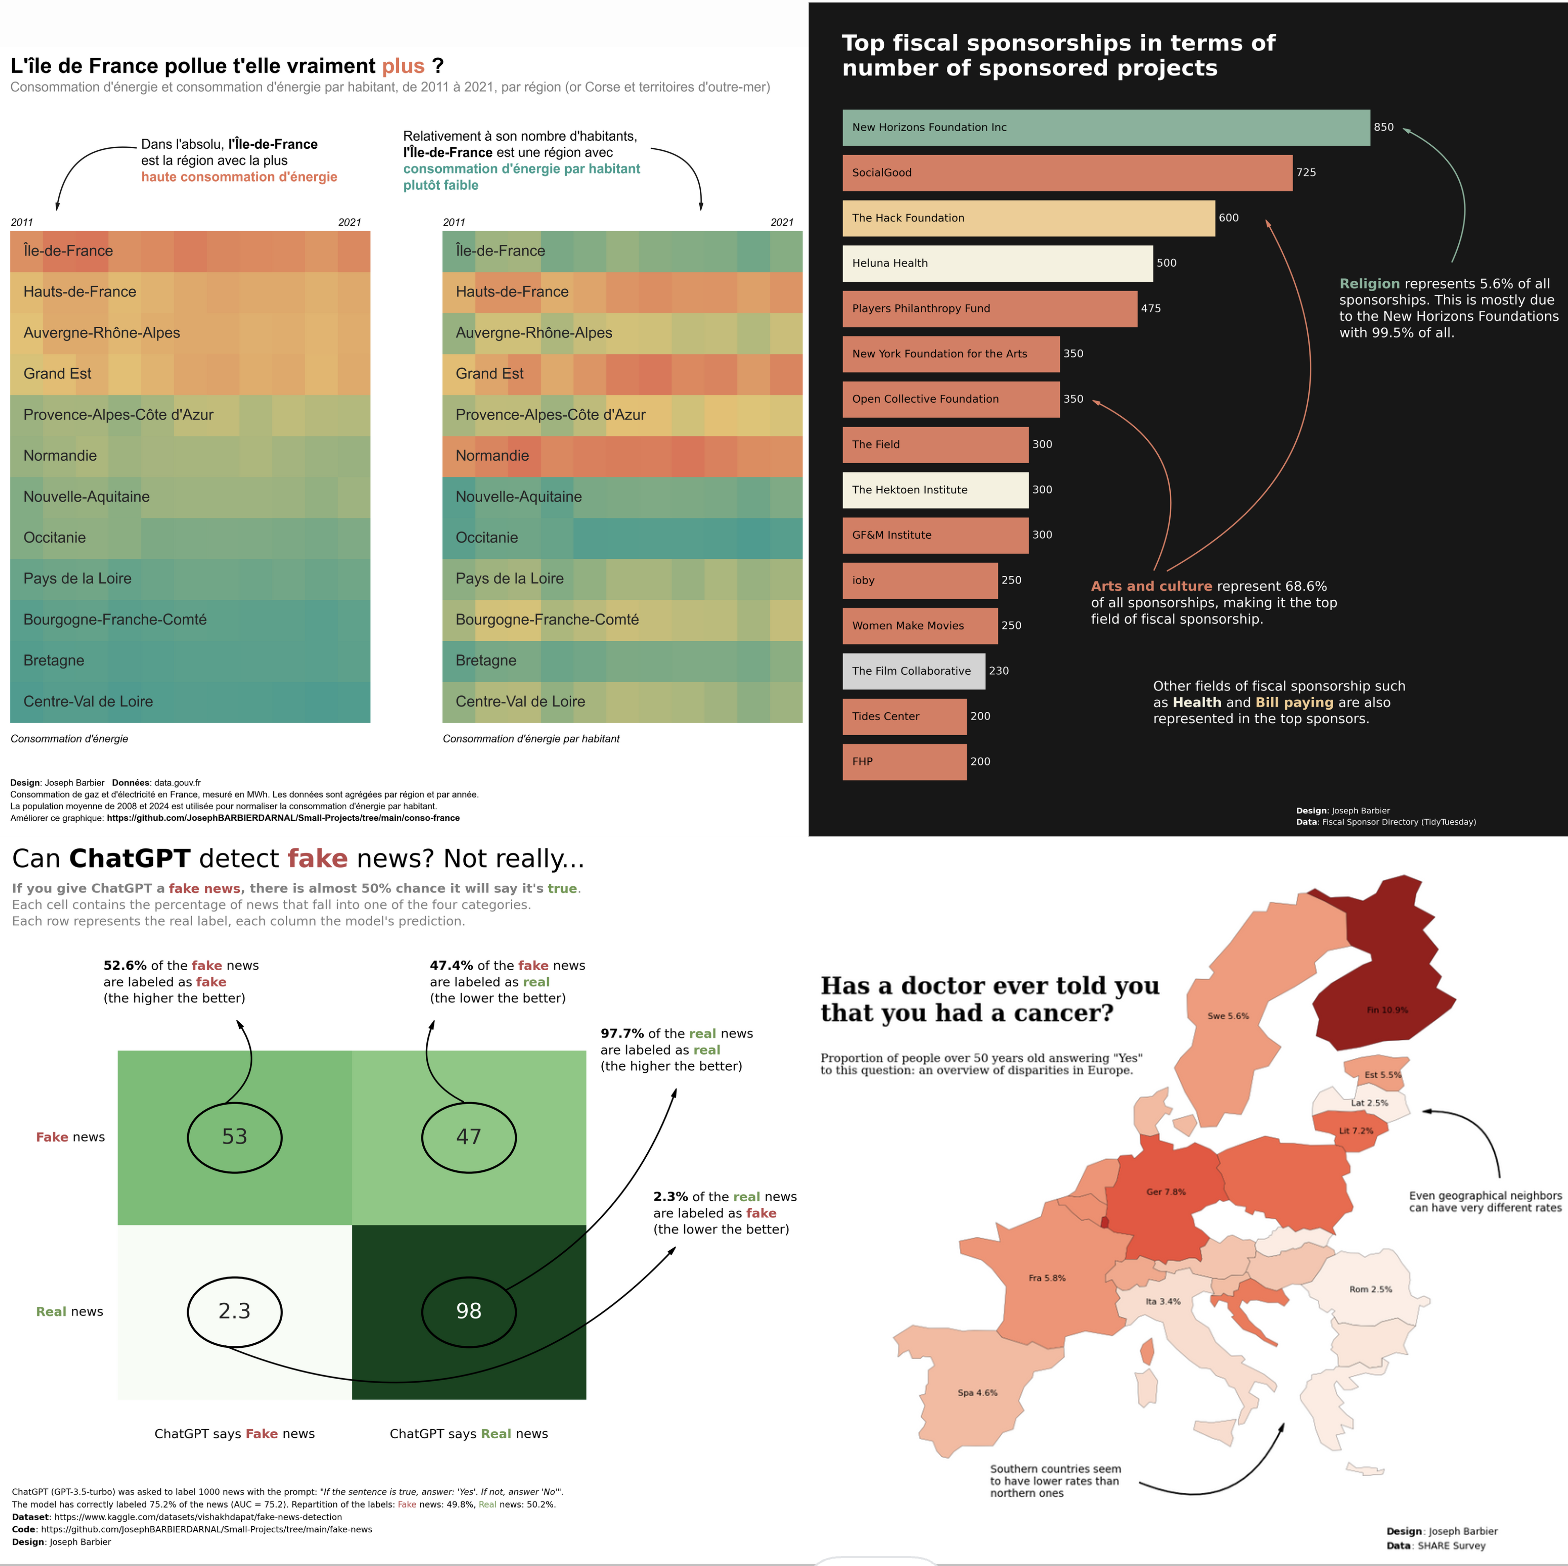 L'île de France pollue t'elle vraiment plus ?
Consommation d'énergie et consommation d'énergie par habitant, de 2011 à 2021, par région (or Corse et territoires d'outre-mer)
Dans l'absolu, l'Île-de-France
est la région avec la plus
haute consommation d'énergie
Relativement à son nombre d'habitants,
l'Île-de-France est une région avec
consommation d'énergie par habitant
plutôt faible
2011
2021
Île-de-France
Hauts-de-France
Auvergne-Rhône-Alpes
Grand Est
Provence-Alpes-Côte d'Azur
Normandie
Nouvelle-Aquitaine
Occitanie
Pays de la Loire
Bourgogne-Franche-Comté
Bretagne
Centre-Val de Loire
Consommation d'énergie
2011
2021
Île-de-France
Hauts-de-France
Auvergne-Rhône-Alpes
Grand Est
Provence-Alpes-Côte d'Azur
Normandie
Nouvelle-Aquitaine
Occitanie
Pays de la Loire
Bourgogne-Franche-Comté
Bretagne
Centre-Val de Loire
Consommation d'énergie par habitant
Design: Joseph Barbier Données: data.gouv.fr
Consommation de gaz et d'électricité en France, mesuré en MWh. Les données sont agrégées par région et par année.
La population moyenne de 2008 et 2024 est utilisée pour normaliser la consommation d'énergie par habitant.
Améliorer ce graphique: https://github.com/JosephBARBIERDARNAL/Small-Projects/tree/main/conso-france
Top fiscal sponsorships in terms of
number of sponsored projects
New Horizons Foundation Inc 850
SocialGood 725
The Hack Foundation 600
Heluna Health 500
Players Philanthropy Fund 475
New York Foundation for the Arts 350
Open Collective Foundation 350
The Field 300
The Hektoen Institute 300
GF&M Institute 300
ioby 250
Women Make Movies 250
The Film Collaborative 230
Tides Center 200
FHP 200
Religion represents 5.6% of all
sponsorships. This is mostly due
to the New Horizons Foundations
with 99.5% of all.
Arts and culture represent 68.6%
of all sponsorships, making it the top
field of fiscal sponsorship.
Other fields of fiscal sponsorship such
as Health and Bill paying are also
represented in the top sponsors.
Design: Joseph Barbier
Data: Fiscal Sponsor Directory (TidyTuesday)
Can ChatGPT detect fake news? Not really...
If you give ChatGPT a fake news, there is almost 50% chance it will say it's true.
Each cell contains the percentage of news that fall into one of the four categories.
Each row represents the real label, each column the model's prediction.
52.6% of the fake news
are labeled as fake
(the higher the better)
47.4% of the fake news
are labeled as real
(the lower the better)
97.7% of the real news
are labeled as real
(the higher the better)
2.3% of the real news
are labeled as fake
(the lower the better)
Fake news
53
47
Real news
2.3
98
ChatGPT says Fake news
ChatGPT says Real news
ChatGPT (GPT-3.5-turbo) was asked to label 1000 news with the prompt: "If the sentence is true, answer: 'Yes'. If not, answer 'No'".
The model has correctly labeled 75.2% of the news (AUC = 75.2). Repartition of the labels: Fake news: 49.8%, Real news: 50.2%.
Dataset: https://www.kaggle.com/datasets/vishakhdapat/fake-news-detection
Code: https://github.com/JosephBARBIERDARNAL/Small-Projects/tree/main/fake-news
Design: Joseph Barbier
Has a doctor ever told you
that you had a cancer?
Proportion of people over 50 years old answering "Yes"
to this question: an overview of disparities in Europe.
Swe 5.6%
Fin 10.9%
Est 5.5%
Lat 2.5%
Lit 7.2%
Ger 7.8%
Fra 5.8%
Ita 3.4%
Rom 2.5%
Spa 4.6%
Even geographical neighbors
can have very different rates
Southern countries seem
to have lower rates than
northern ones
Design: Joseph Barbier
Data: SHARE Survey